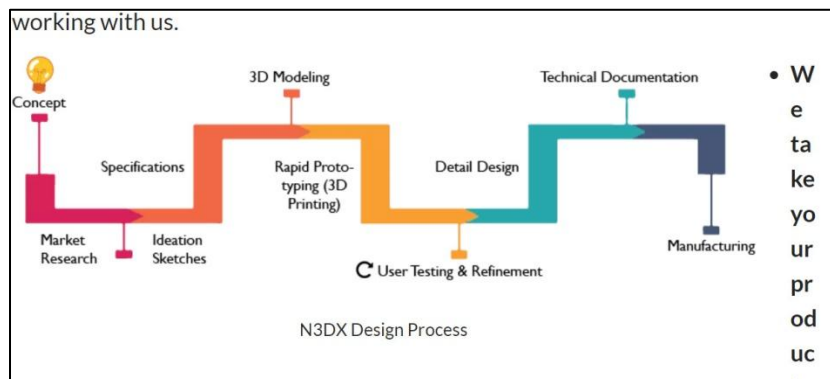 working with us.
Concept
Market
Research
Ideation
Sketches
Specifications
3D Modeling
Rapid Proto-
typing (3D
Printing)
User Testing & Refinement
Detail Design
Technical Documentation
Manufacturing
N3DX Design Process
• W
e
ta
ke
yo
ur
pr
od
uc